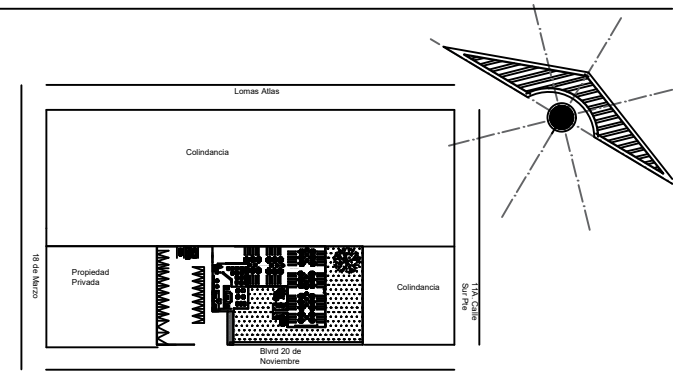 Lomas Atlas
Colindancia
18 de Marzo
Propiedad
Privada
Colindancia
11A Calle
Sur Pte
Blvrd 20 de
Noviembre